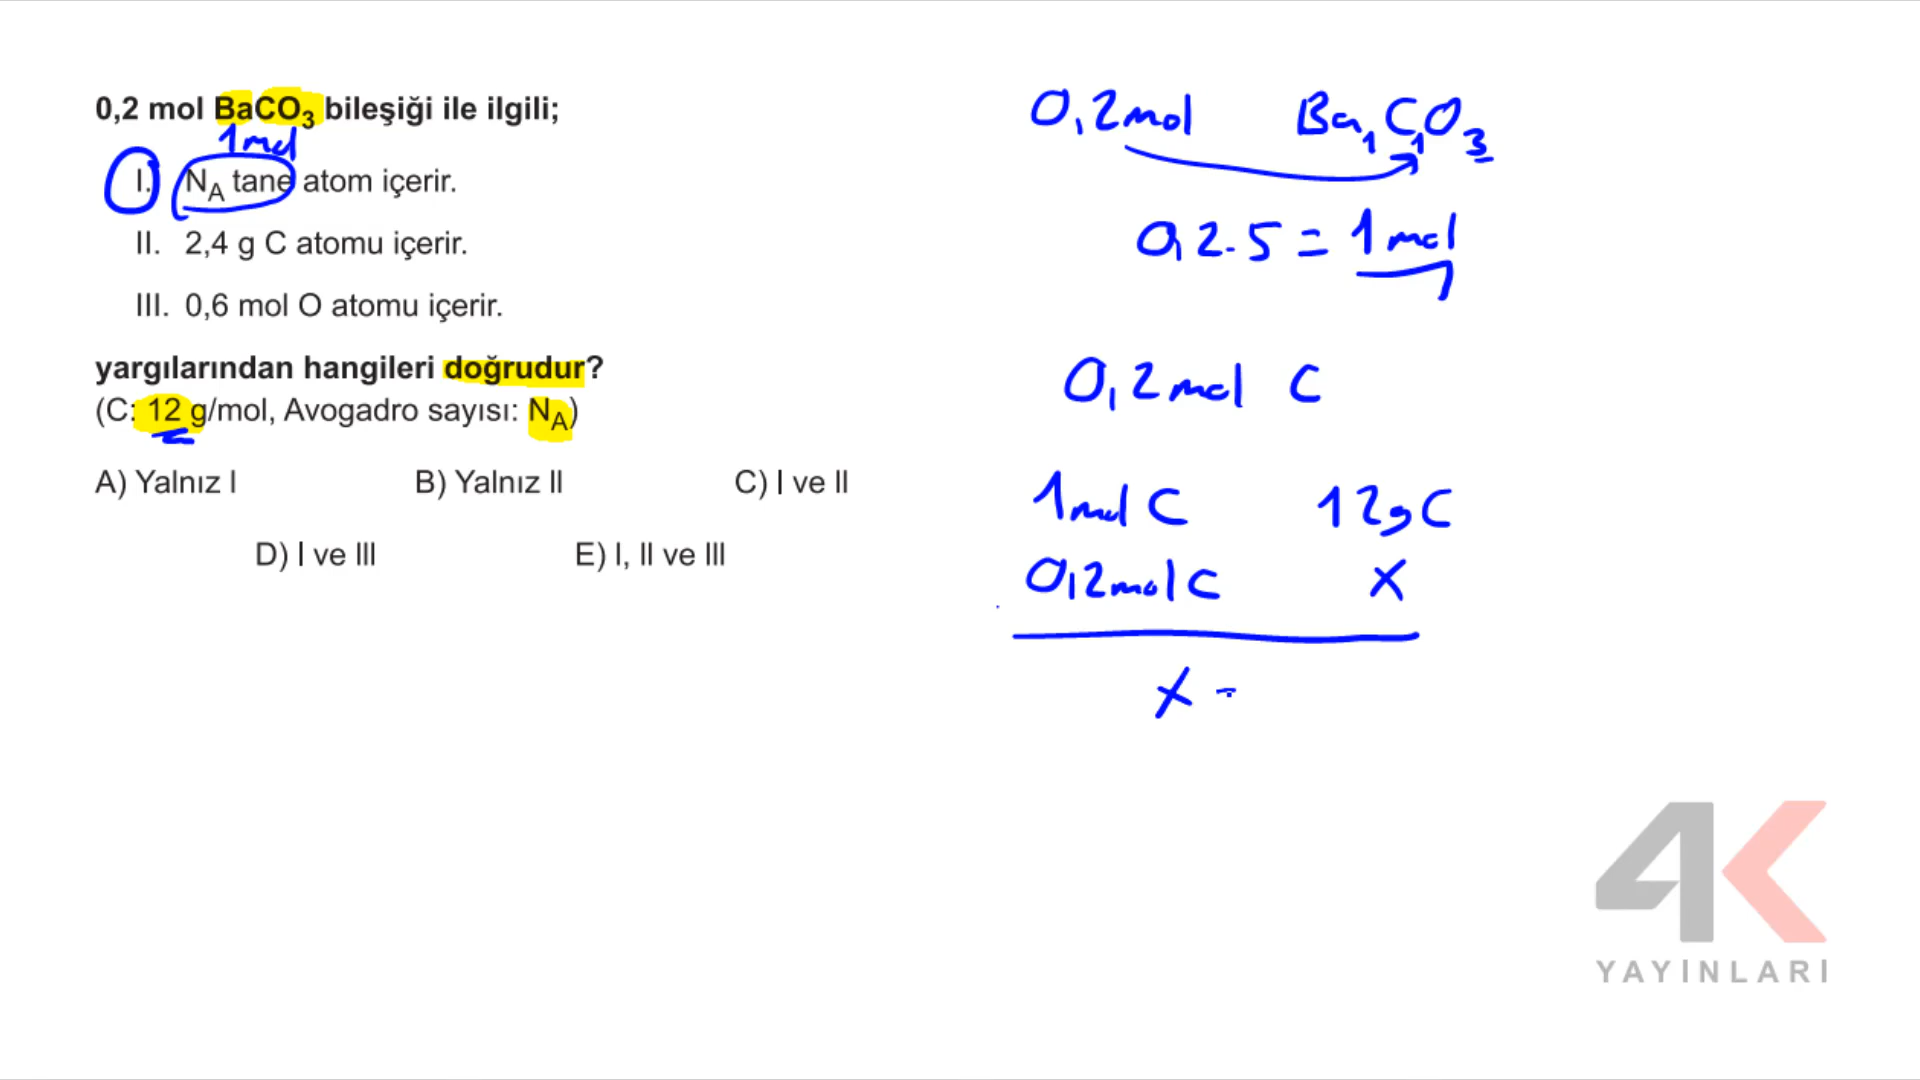 0,2 mol BaCO3 bileşiği ile ilgili;
1mol
I. NA tane atom içerir.
II. 2,4 g C atomu içerir.
III. 0,6 mol O atomu içerir.
yargılarından hangileri doğrudur?
(C: 12 g/mol, Avogadro sayısı: NA)
A) Yalnız I B) Yalnız II C) I ve II
D) I ve III E) I, II ve III
0,2mol Ba1C1O3
0,2.5 = 1mol
0,2mol C
1mol C 12g C
0,2mol C X
X =
4K
YAYINLARI